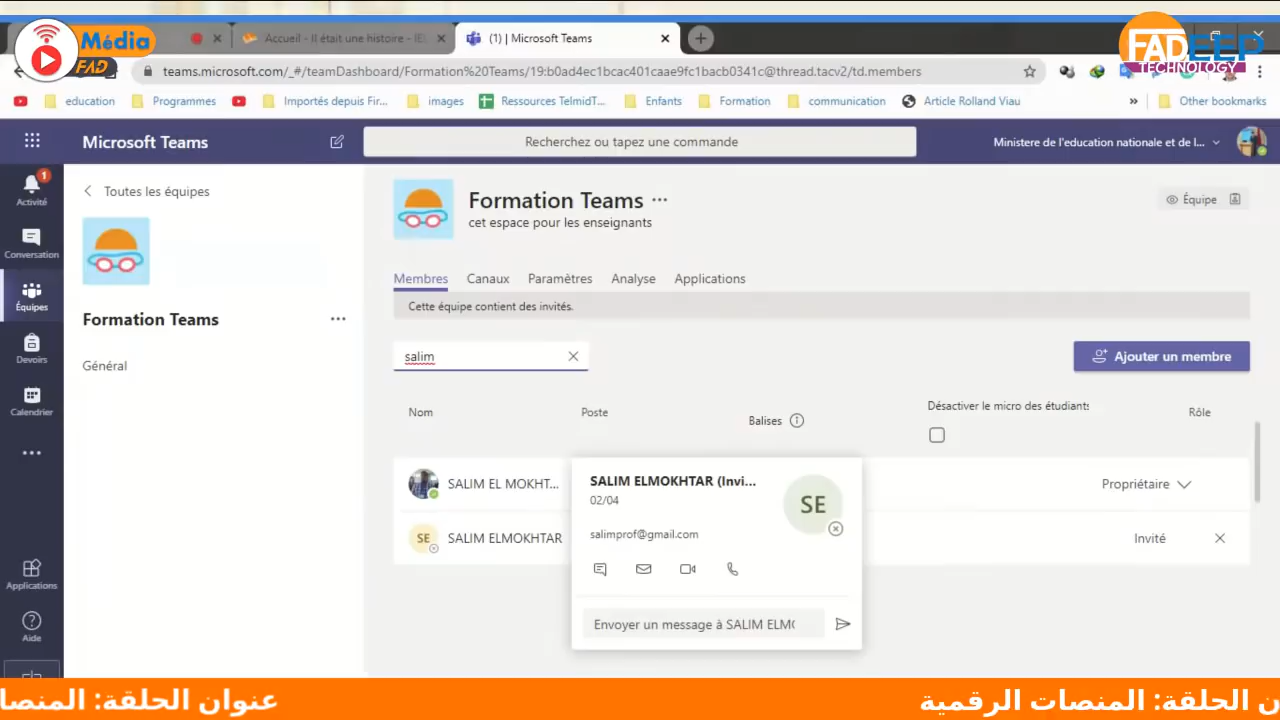 Média
FAD
Accueil - Il était une histoire - IE
(1) | Microsoft Teams
FADEEP
TECHNOLOGY
teams.microsoft.com/_#/teamDashboard/Formation%20Teams/19:b0ad4ec1bcac401caae9fc1bacb0341c@thread.tacv2/td.members
education
Programmes
Importés depuis Fir...
images
Ressources TelmidT...
Enfants
Formation
communication
Article Rolland Viau
»
Other bookmarks
Microsoft Teams
Recherchez ou tapez une commande
Ministere de l'education nationale et de l...
1
Activité
Conversation
Équipes
Devoirs
Calendrier
Applications
Aide
Toutes les équipes
Formation Teams
Général
Formation Teams
cet espace pour les enseignants
Équipe
Membres Canaux Paramètres Analyse Applications
Cette équipe contient des invités.
salim
Ajouter un membre
Nom
Poste
Balises
Désactiver le micro des étudiants
Rôle
SALIM EL MOKHT...
Propriétaire
SE
SALIM ELMOKHTAR
Invité
SALIM ELMOKHTAR (Invi...
02/04
SE
salimprof@gmail.com
Envoyer un message à SALIM ELMO
عنوان الحلقة: المنصا
ن الحلقة: المنصات الرقمية